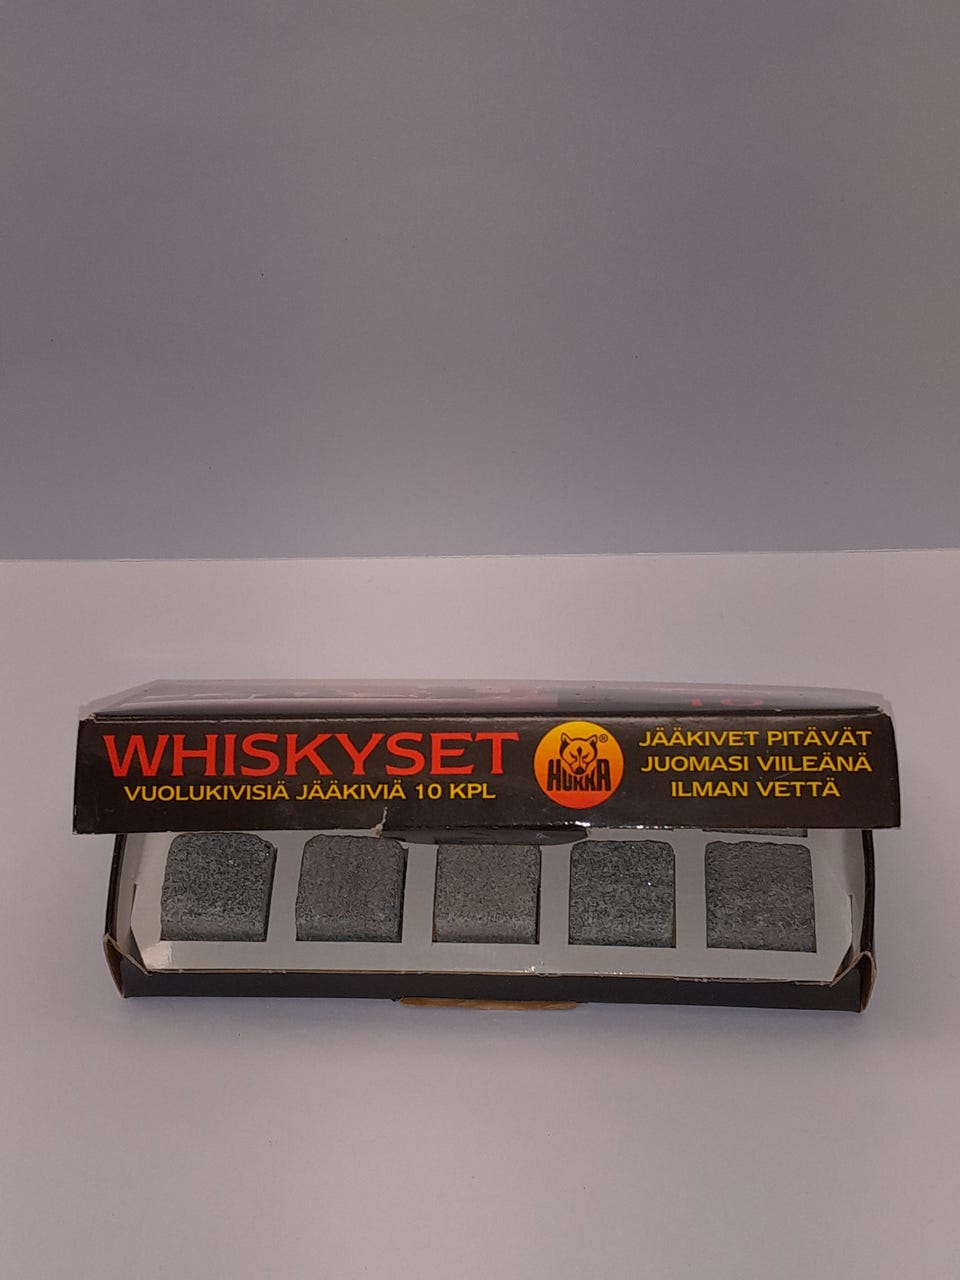 WHISKYSET
VUOLUKIVISIÄ JÄÄKIVIÄ 10 KPL
HUKKA®
JÄÄKIVET PITÄVÄT
JUOMASI VIILEÄNÄ
ILMAN VETTÄ